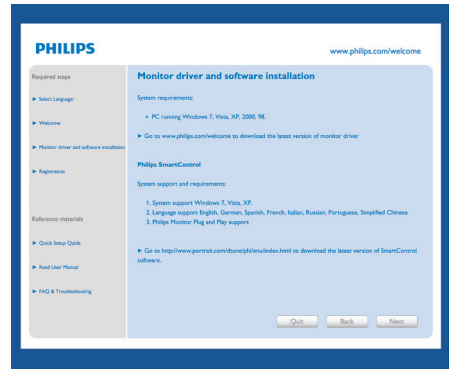 PHILIPS
www.philips.com/welcome
Required steps
► Select Language
► Welcome
► Monitor driver and software installation
► Registration
Reference materials
► Quick Setup Guide
► Read User Manual
► FAQ & Troubleshooting
Monitor driver and software installation
System requirements:
• PC running Windows 7, Vista, XP, 2000, 98.
► Go to www.philips.com/welcome to download the latest version of monitor driver
Philips SmartControl
System support and requirements:
1. System support Windows 7, Vista, XP.
2. Language support English, German, Spanish, French, Italian, Russian, Portuguese, Simplified Chinese
3. Philips Monitor Plug and Play support
► Go to http://www.portrait.com/dtune/phl/enu/index.html to download the latest version of SmartControl
software.
Quit
Back
Next